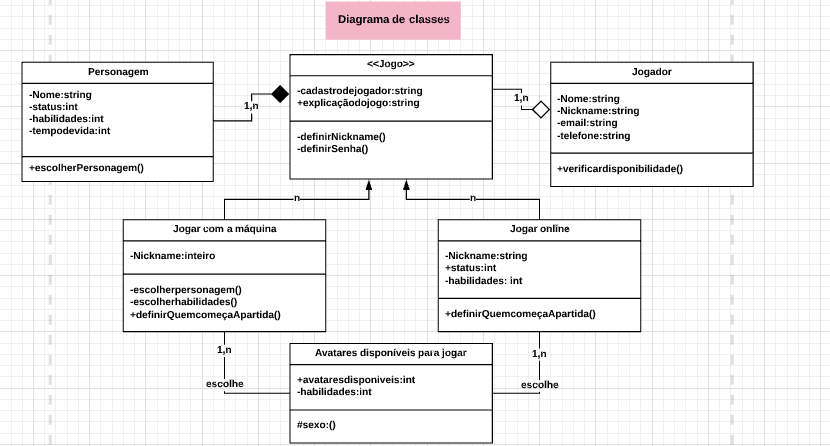 Diagrama de classes
Personagem
-Nome:string
-status:int
-habilidades:int
-tempodevida:int
+escolherPersonagem()
1,n
<<Jogo>>
-cadastrodejogador:string
+explicaçãodojogo:string
-definirNickname()
-definirSenha()
1,n
Jogador
-Nome:string
-Nickname:string
-email:string
-telefone:string
+verificardisponibilidade()
n
n
Jogar com a máquina
-Nickname:inteiro
-escolherpersonagem()
-escolherhabilidades()
+definirQuemcomeçaApartida()
Jogar online
-Nickname:string
+status:int
-habilidades: int
+definirQuemcomeçaApartida()
1,n
escolhe
Avatares disponíveis para jogar
+avataresdisponiveis:int
-habilidades:int
#sexo:()
1,n
escolhe